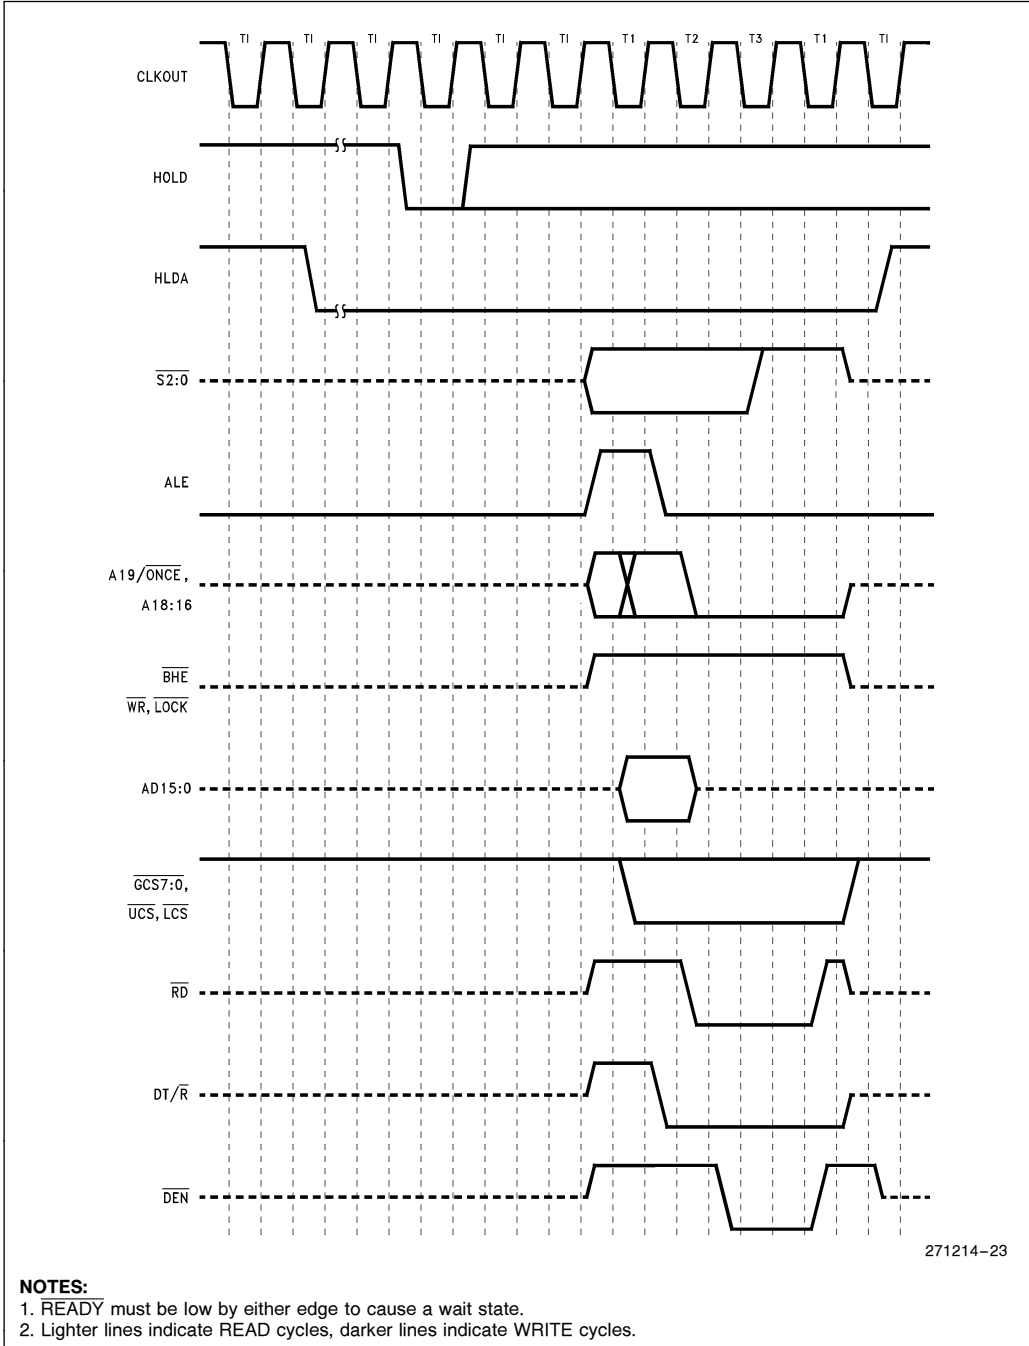 TI TI TI TI TI TI T1 T2 T3 T1 TI
CLKOUT
HOLD
HLDA
S2:0
ALE
A19/ONCE,
A18:16
BHE
WR, LOCK
AD15:0
GCS7:0,
UCS, LCS
RD
DT/R
DEN
271214–23
NOTES:
1. READY must be low by either edge to cause a wait state.
2. Lighter lines indicate READ cycles, darker lines indicate WRITE cycles.